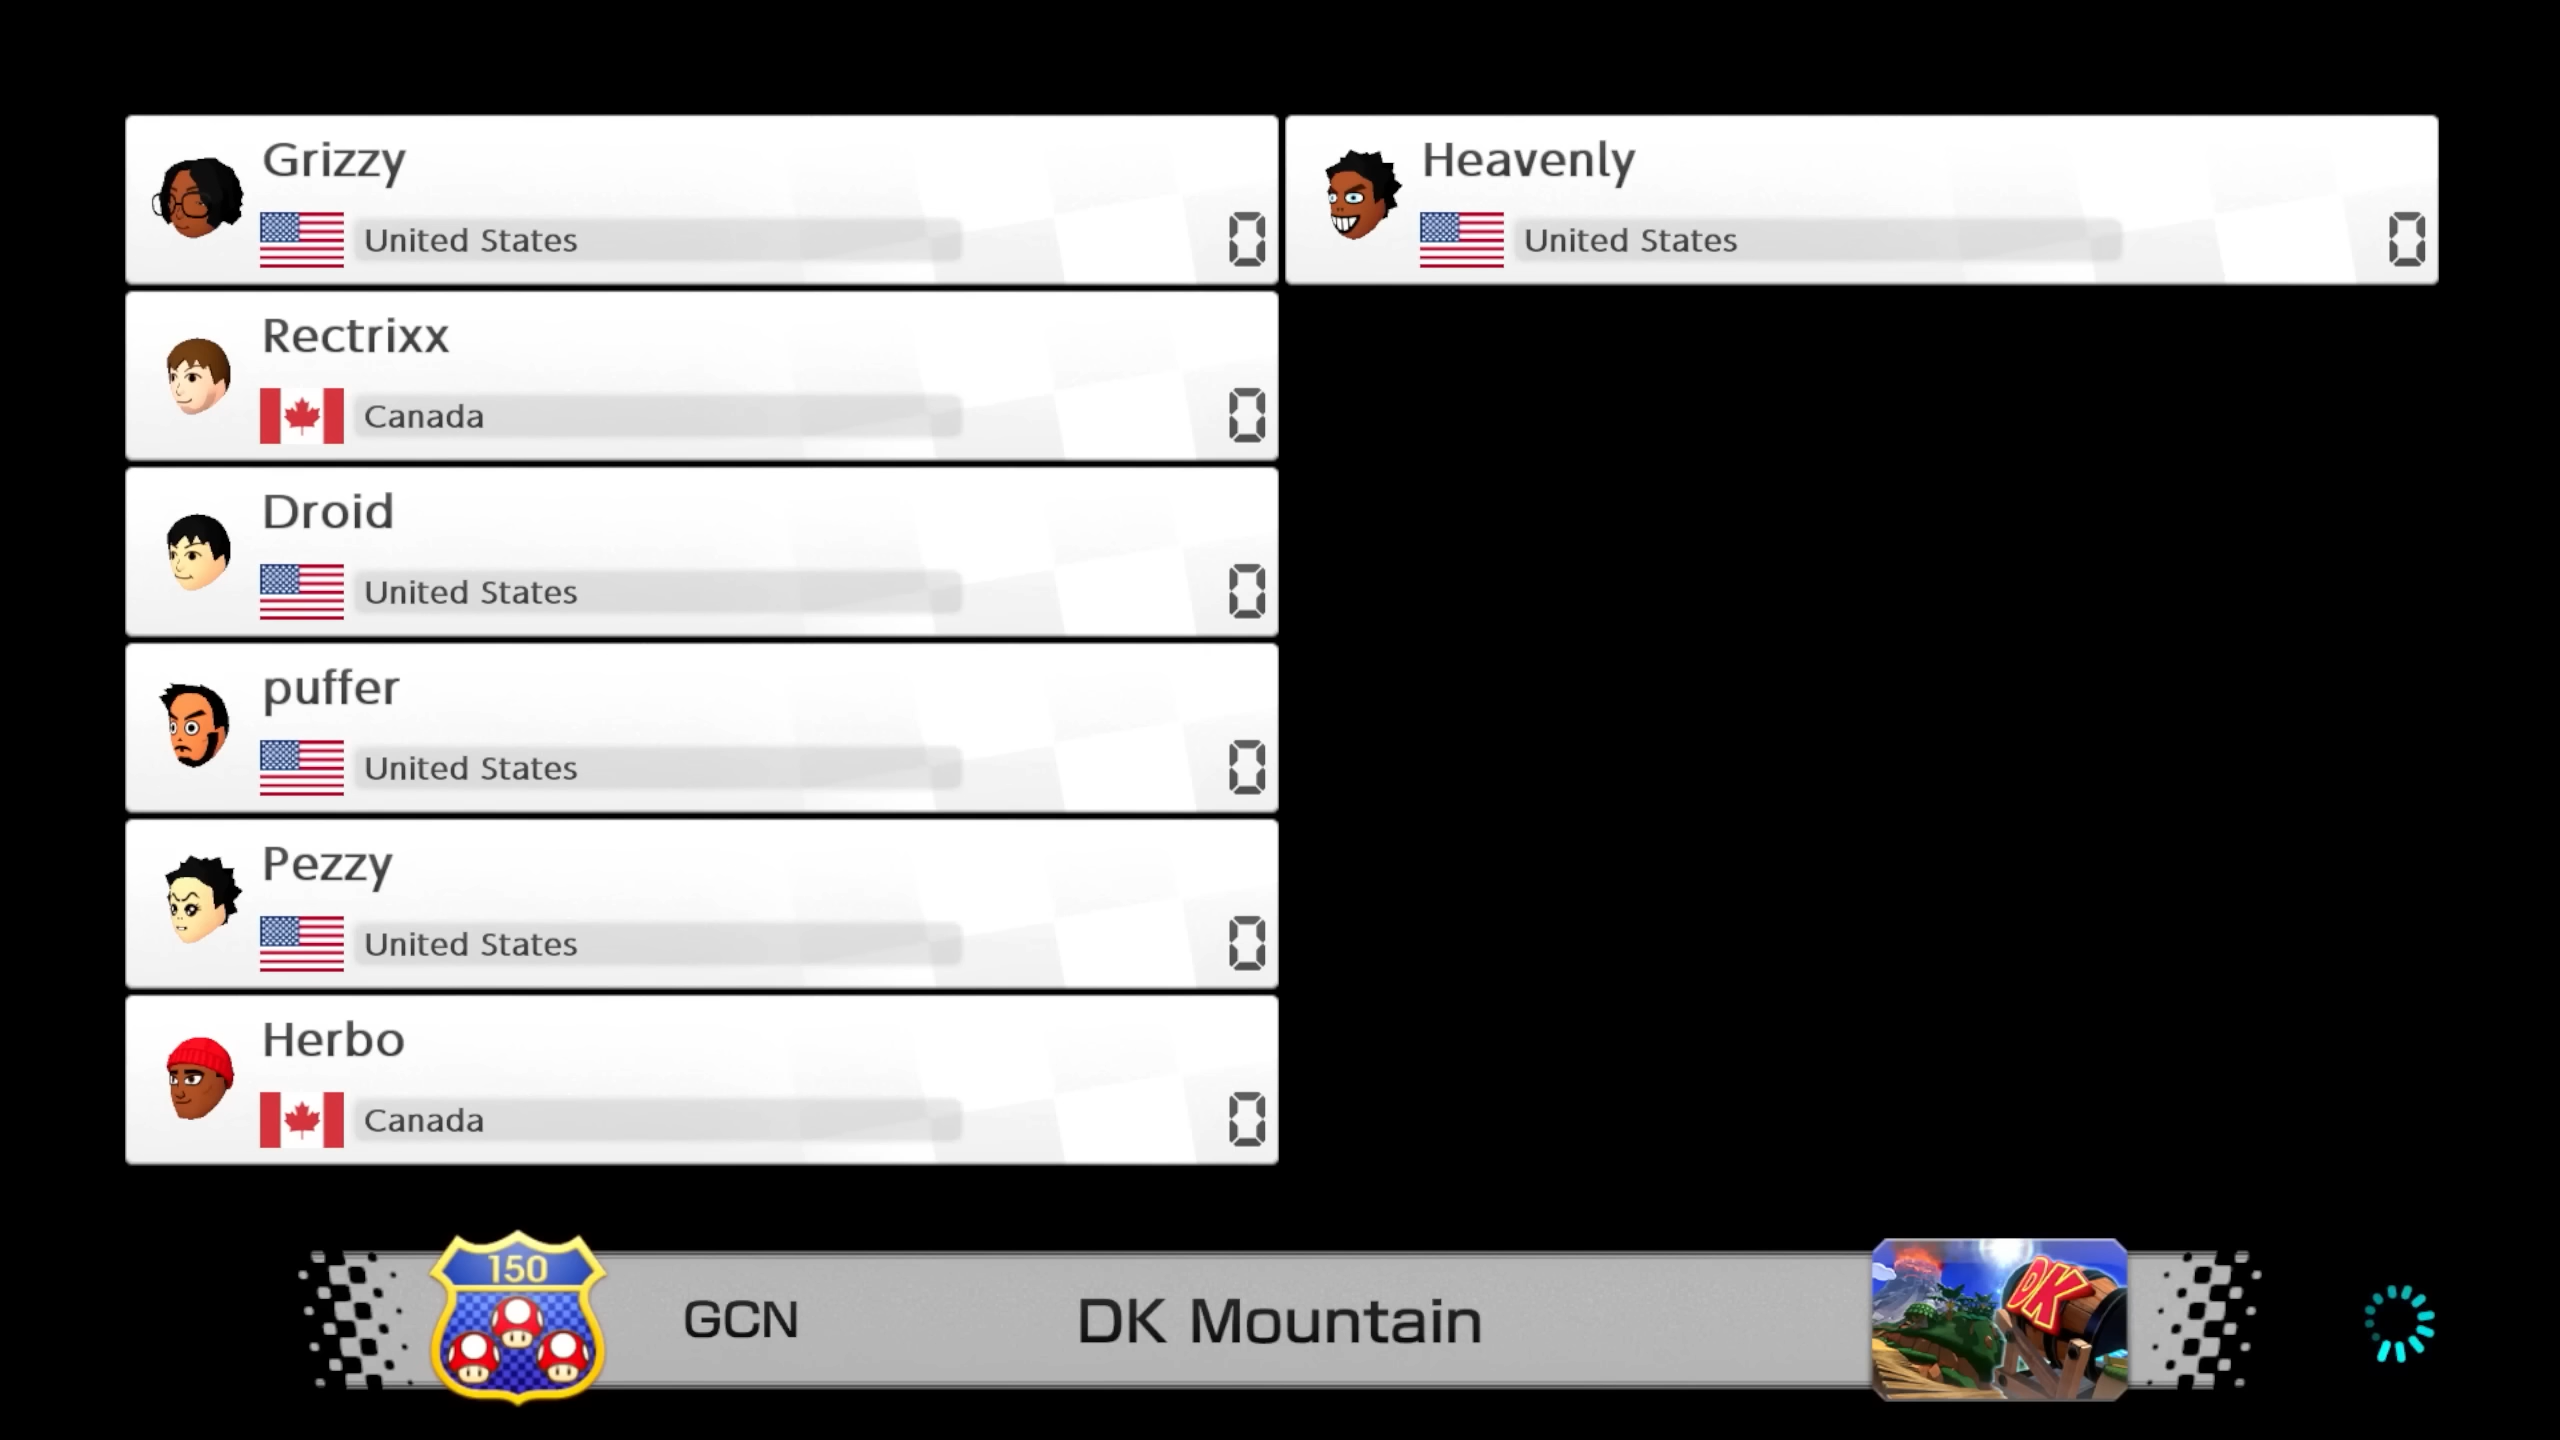 Grizzy
United States
0
Rectrixx
Canada
0
Droid
United States
0
puffer
United States
0
Pezzy
United States
0
Herbo
Canada
0
Heavenly
United States
0
150
GCN
DK Mountain
DK